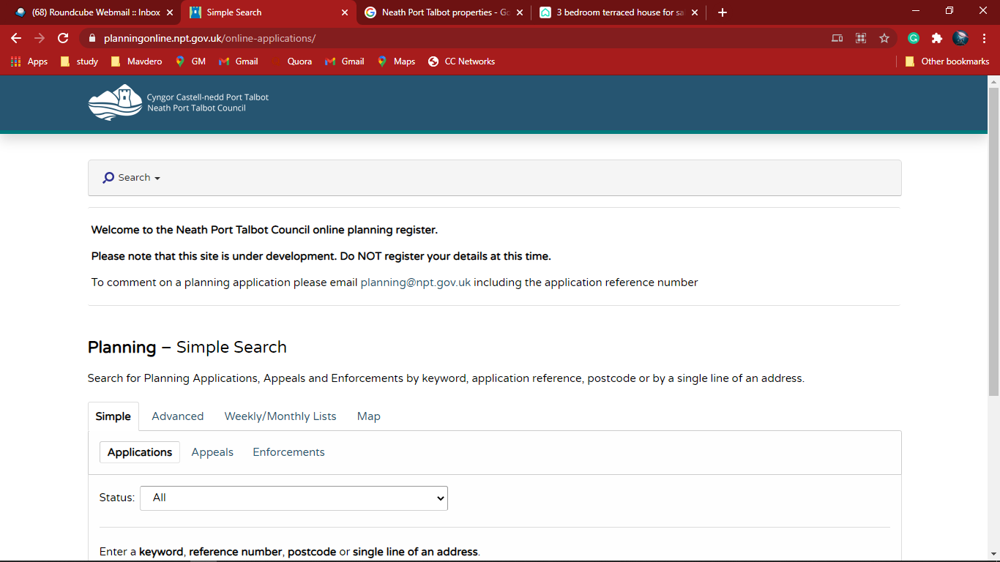 (68) Roundcube Webmail :: Inbox
Simple Search
Neath Port Talbot properties - Go
3 bedroom terraced house for sa
planningonline.npt.gov.uk/online-applications/
Apps study Mavdero GM Gmail Quora Gmail Maps CC Networks Other bookmarks
Cyngor Castell-nedd Port Talbot
Neath Port Talbot Council
Search
Welcome to the Neath Port Talbot Council online planning register.
Please note that this site is under development. Do NOT register your details at this time.
To comment on a planning application please email planning@npt.gov.uk including the application reference number
Planning – Simple Search
Search for Planning Applications, Appeals and Enforcements by keyword, application reference, postcode or by a single line of an address.
Simple Advanced Weekly/Monthly Lists Map
Applications Appeals Enforcements
Status: All
Enter a keyword, reference number, postcode or single line of an address.